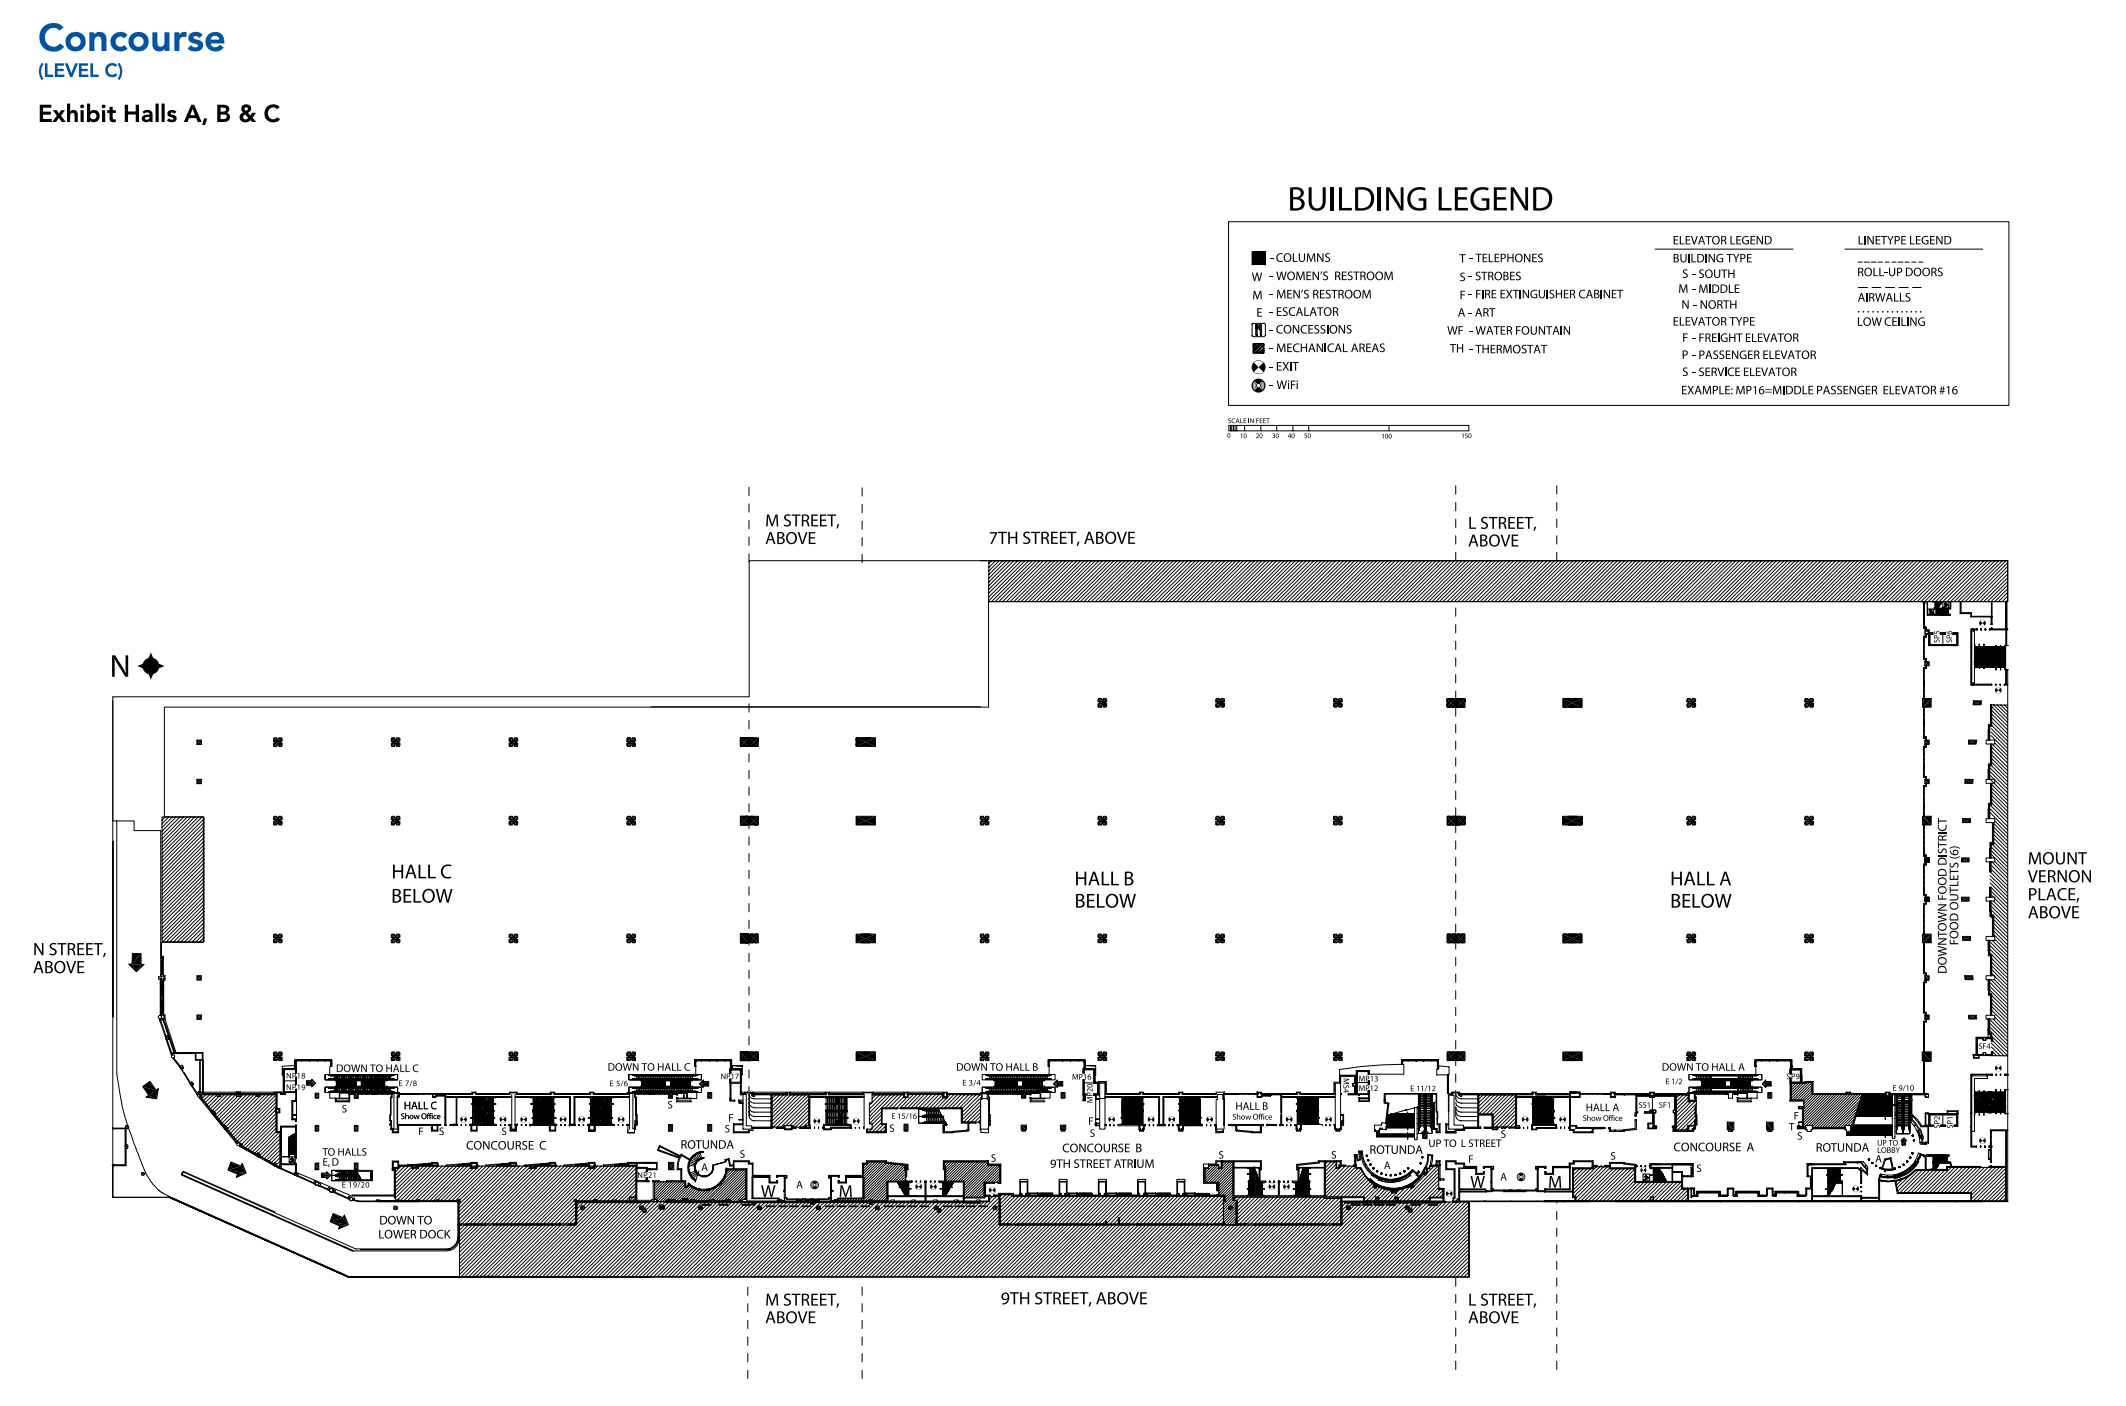 Concourse
(LEVEL C)
Exhibit Halls A, B & C
BUILDING LEGEND
- COLUMNS
W - WOMEN'S RESTROOM
M - MEN'S RESTROOM
E - ESCALATOR
- CONCESSIONS
- MECHANICAL AREAS
- EXIT
- WiFi
T - TELEPHONES
S - STROBES
F - FIRE EXTINGUISHER CABINET
A - ART
WF - WATER FOUNTAIN
TH - THERMOSTAT
ELEVATOR LEGEND
BUILDING TYPE
S - SOUTH
M - MIDDLE
N - NORTH
ELEVATOR TYPE
F - FREIGHT ELEVATOR
P - PASSENGER ELEVATOR
S - SERVICE ELEVATOR
EXAMPLE: MP16=MIDDLE PASSENGER ELEVATOR #16
LINETYPE LEGEND
ROLL-UP DOORS
AIRWALLS
LOW CEILING
SCALE IN FEET
0 10 20 30 40 50 100 150
M STREET,
ABOVE
7TH STREET, ABOVE
L STREET,
ABOVE
N
SP5
SP6
HALL C
BELOW
HALL B
BELOW
HALL A
BELOW
DOWNTOWN FOOD DISTRICT
FOOD OUTLETS (6)
MOUNT
VERNON
PLACE,
ABOVE
N STREET,
ABOVE
SF4
DOWN TO HALL C
NP18
NP19
E 7/8
DOWN TO HALL C
E 5/6
NP17
DOWN TO HALL B
E 3/4
MP16
MP20
MS4
MP13
MP12
E 11/12
DOWN TO HALL A
E 1/2
SP9
E 9/10
S
HALL C
Show Office
F S
S
S
F
S
E 15/16
S
F
S
HALL B
Show Office
S
HALL A
Show Office
SS1
SF1
F
T
S
SP2
SP1
TO HALLS
E, D
E 19/20
CONCOURSE C
ROTUNDA
A
S
NP21
W A M
CONCOURSE B
9TH STREET ATRIUM
S
S
S
ROTUNDA
A
UP TO L STREET
F
S
W A M
S
CONCOURSE A
S
ROTUNDA
UP TO
LOBBY
A
DOWN TO
LOWER DOCK
M STREET,
ABOVE
9TH STREET, ABOVE
L STREET,
ABOVE